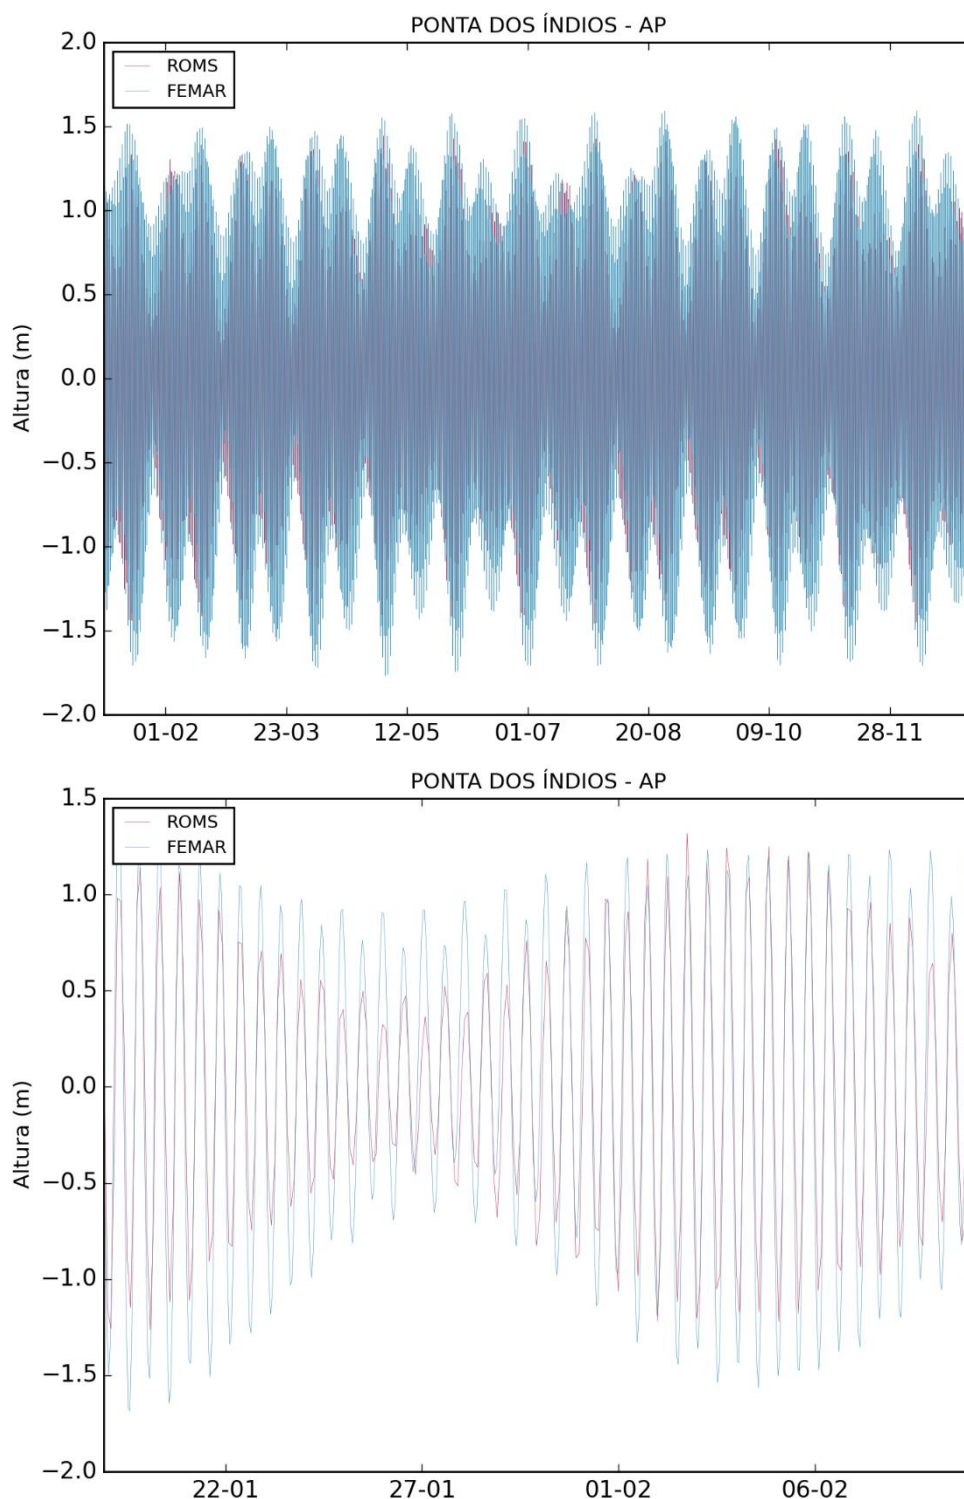 PONTA DOS ÍNDIOS - AP
2.0
ROMS
FEMAR
1.5
1.0
0.5
0.0
−0.5
−1.0
−1.5
−2.0
Altura (m)
01-02 23-03 12-05 01-07 20-08 09-10 28-11
PONTA DOS ÍNDIOS - AP
1.5
ROMS
FEMAR
1.0
0.5
0.0
−0.5
−1.0
−1.5
−2.0
Altura (m)
22-01 27-01 01-02 06-02